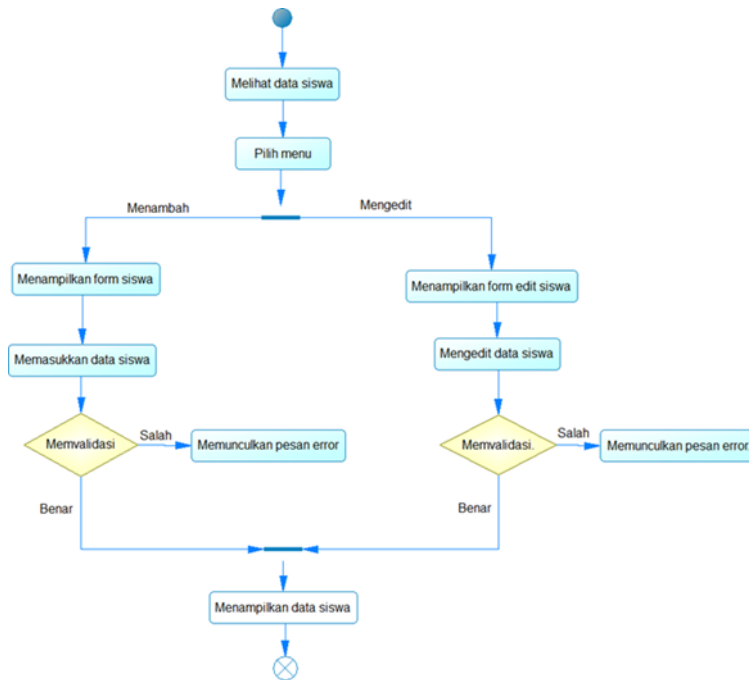 Melihat data siswa
Pilih menu
Menambah
Mengedit
Menampilkan form siswa
Menampilkan form edit siswa
Memasukkan data siswa
Mengedit data siswa
Memvalidasi
Salah
Memunculkan pesan error
Memvalidasi.
Salah
Memunculkan pesan error
Benar
Benar
Menampilkan data siswa